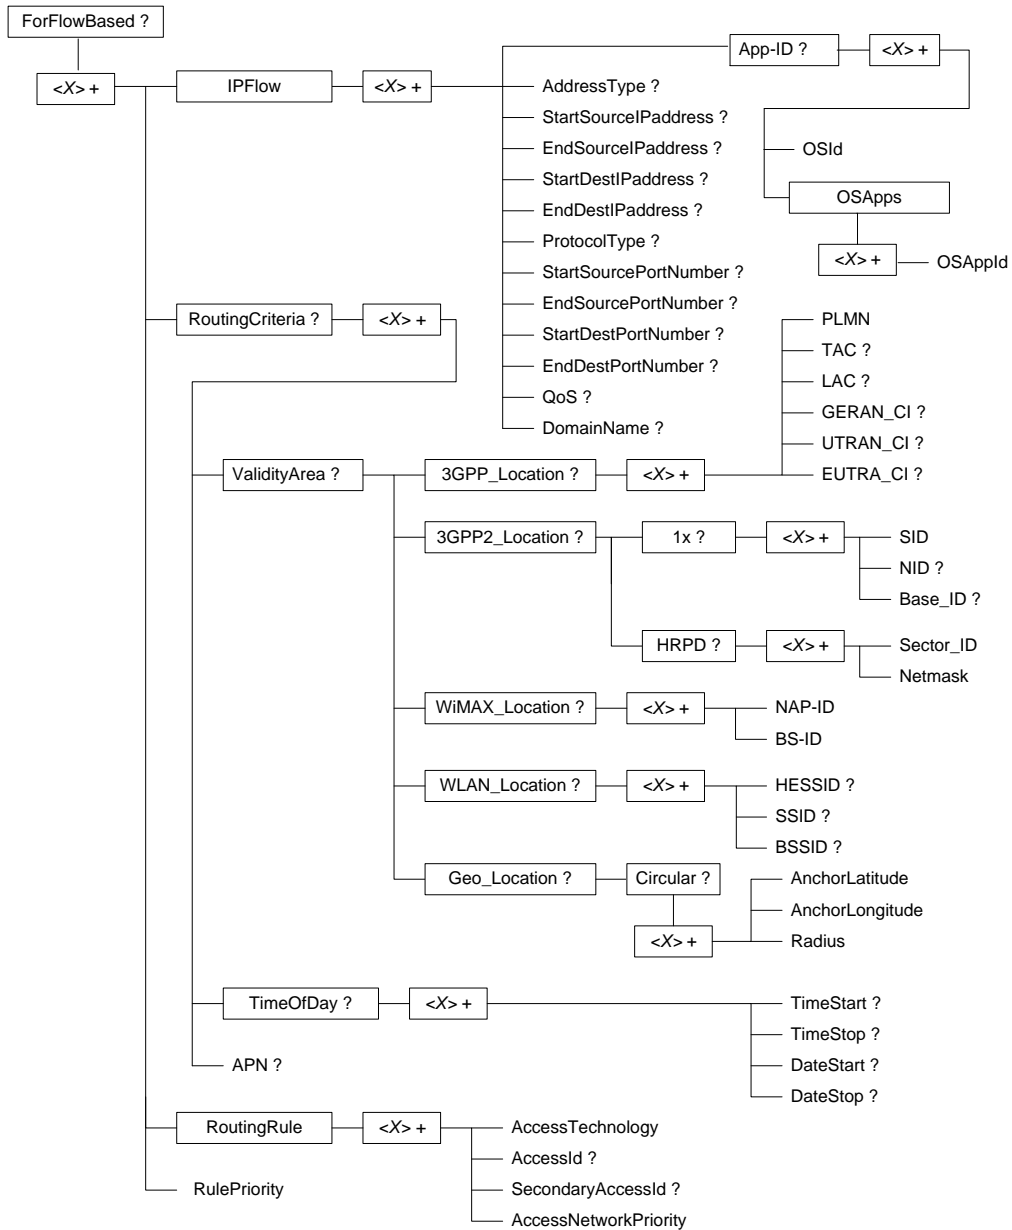 ForFlowBased ?
<X> +
IPFlow
<X> +
App-ID ?
<X> +
AddressType ?
StartSourceIPaddress ?
EndSourceIPaddress ?
StartDestIPaddress ?
EndDestIPaddress ?
ProtocolType ?
StartSourcePortNumber ?
EndSourcePortNumber ?
StartDestPortNumber ?
EndDestPortNumber ?
QoS ?
DomainName ?
OSId
OSApps
<X> +
OSAppId
RoutingCriteria ?
<X> +
ValidityArea ?
3GPP_Location ?
<X> +
PLMN
TAC ?
LAC ?
GERAN_CI ?
UTRAN_CI ?
EUTRA_CI ?
3GPP2_Location ?
1x ?
<X> +
SID
NID ?
Base_ID ?
HRPD ?
<X> +
Sector_ID
Netmask
WiMAX_Location ?
<X> +
NAP-ID
BS-ID
WLAN_Location ?
<X> +
HESSID ?
SSID ?
BSSID ?
Geo_Location ?
Circular ?
<X> +
AnchorLatitude
AnchorLongitude
Radius
TimeOfDay ?
<X> +
TimeStart ?
TimeStop ?
DateStart ?
DateStop ?
APN ?
RoutingRule
<X> +
AccessTechnology
AccessId ?
SecondaryAccessId ?
AccessNetworkPriority
RulePriority